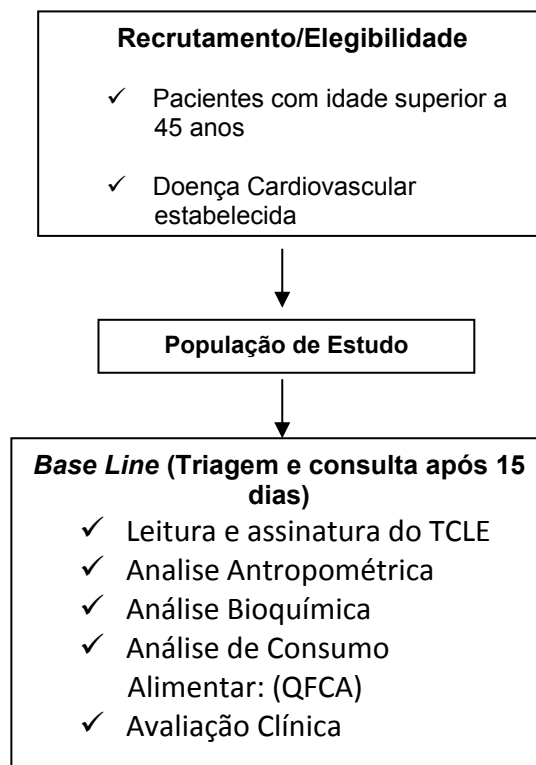 Recrutamento/Elegibilidade
✓ Pacientes com idade superior a
45 anos
✓ Doença Cardiovascular
estabelecida
População de Estudo
Base Line (Triagem e consulta após 15
dias)
✓ Leitura e assinatura do TCLE
✓ Analise Antropométrica
✓ Análise Bioquímica
✓ Análise de Consumo
Alimentar: (QFCA)
✓ Avaliação Clínica